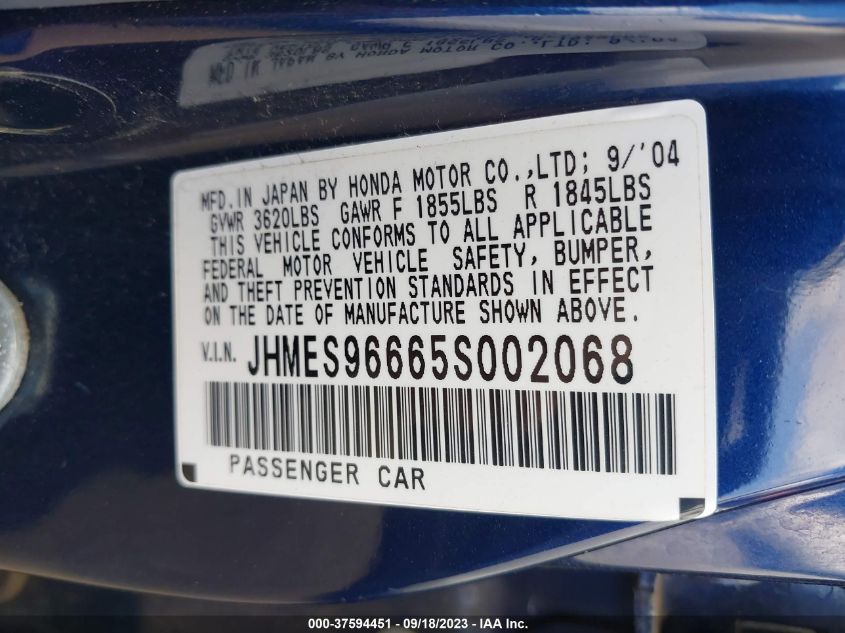 MFD.IN JAPAN BY HONDA MOTOR CO.,LTD; 9/'04
GVWR 3620LBS GAWR F 1855LBS R 1845LBS
THIS VEHICLE CONFORMS TO ALL APPLICABLE
FEDERAL MOTOR VEHICLE SAFETY, BUMPER,
AND THEFT PREVENTION STANDARDS IN EFFECT
ON THE DATE OF MANUFACTURE SHOWN ABOVE.
V.I.N. JHMES96665S002068
PASSENGER CAR
000-37594451 - 09/18/2023 - COPYRIGHT IAA, LLC.